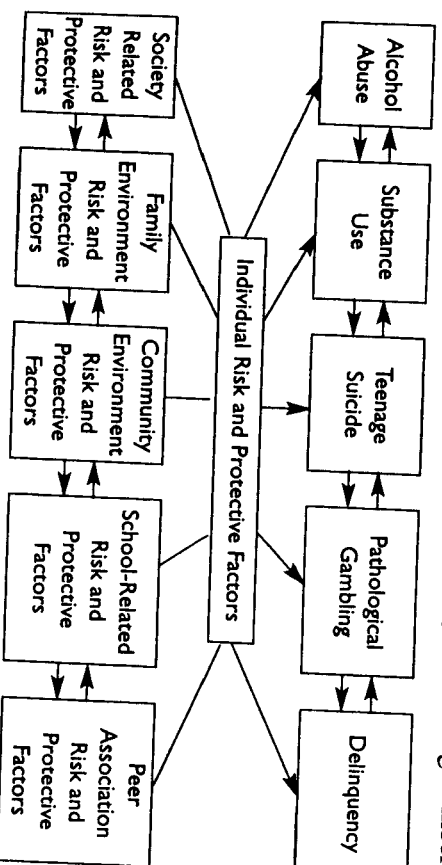 Alcohol
Abuse
Substance
Use
Teenage
Suicide
Pathological
Gambling
Delinquency
Individual Risk and Protective Factors
Society
Related
Risk and
Protective
Factors
Family
Environment
Risk and
Protective
Factors
Community
Environment
Risk and
Protective
Factors
School-Related
Risk and
Protective
Factors
Peer
Association
Risk and
Protective
Factors